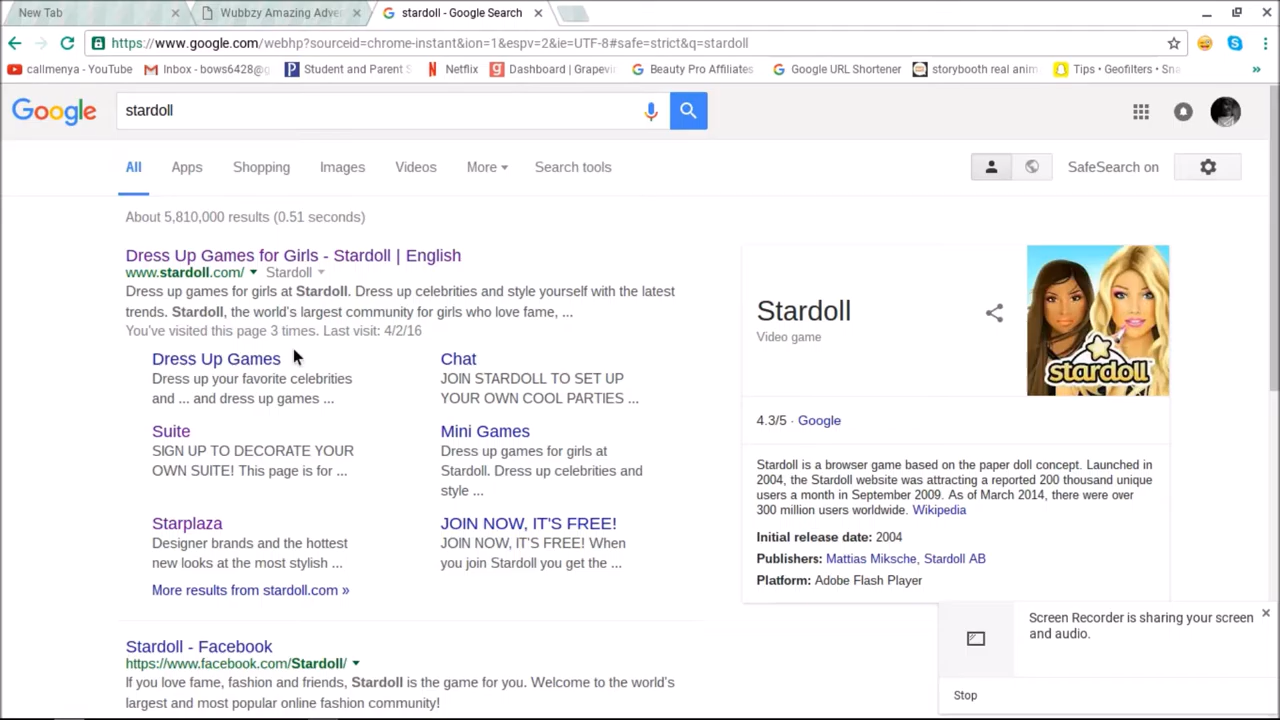 New Tab
Wubbzy Amazing Adve
stardoll - Google Search
https://www.google.com/webhp?sourceid=chrome-instant&ion=1&espv=2&ie=UTF-8#safe=strict&q=stardoll
callmenya - YouTube
Inbox - bows6428@g
Student and Parent S
Netflix
Dashboard | Grapevin
Beauty Pro Affiliates
Google URL Shortener
storybooth real anim
Tips • Geofilters • Sna
»
Google
stardoll
All
Apps
Shopping
Images
Videos
More
Search tools
SafeSearch on
About 5,810,000 results (0.51 seconds)
Dress Up Games for Girls - Stardoll | English
www.stardoll.com/ Stardoll
Dress up games for girls at Stardoll. Dress up celebrities and style yourself with the latest
trends. Stardoll, the world's largest community for girls who love fame, ...
You've visited this page 3 times. Last visit: 4/2/16
Dress Up Games
Dress up your favorite celebrities
and ... and dress up games ...
Chat
JOIN STARDOLL TO SET UP
YOUR OWN COOL PARTIES ...
Suite
SIGN UP TO DECORATE YOUR
OWN SUITE! This page is for ...
Mini Games
Dress up games for girls at
Stardoll. Dress up celebrities and
style ...
Starplaza
Designer brands and the hottest
new looks at the most stylish ...
JOIN NOW, IT'S FREE!
JOIN NOW, IT'S FREE! When
you join Stardoll you get the ...
More results from stardoll.com »
Stardoll - Facebook
https://www.facebook.com/Stardoll/
If you love fame, fashion and friends, Stardoll is the game for you. Welcome to the world's
largest and most popular online fashion community!
Stardoll
Video game
stardoll
4.3/5 · Google
Stardoll is a browser game based on the paper doll concept. Launched in
2004, the Stardoll website was attracting a reported 200 thousand unique
users a month in September 2009. As of March 2014, there were over
300 million users worldwide. Wikipedia
Initial release date: 2004
Publishers: Mattias Miksche, Stardoll AB
Platform: Adobe Flash Player
Screen Recorder is sharing your screen
and audio.
Stop